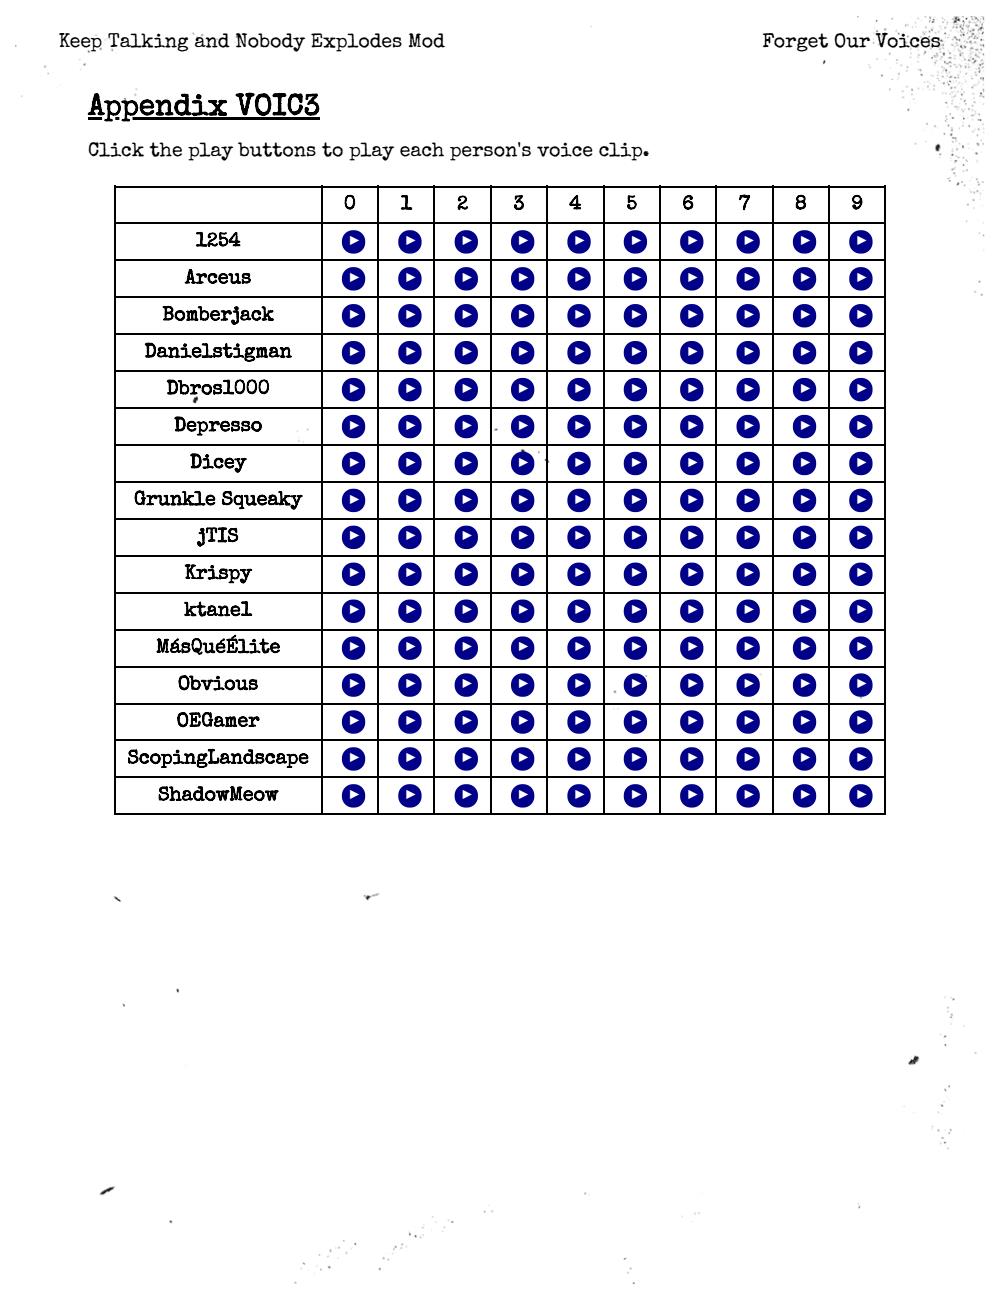 Keep Talking and Nobody Explodes Mod Forget Our Voices
Appendix VOIC3
Click the play buttons to play each person's voice clip.
0 1 2 3 4 5 6 7 8 9
1254
Arceus
Bomberjack
Danielstigman
Dbros1000
Depresso
Dicey
Grunkle Squeaky
jTIS
Krispy
ktanel
MásQuéÉlite
Obvious
OEGamer
ScopingLandscape
ShadowMeow